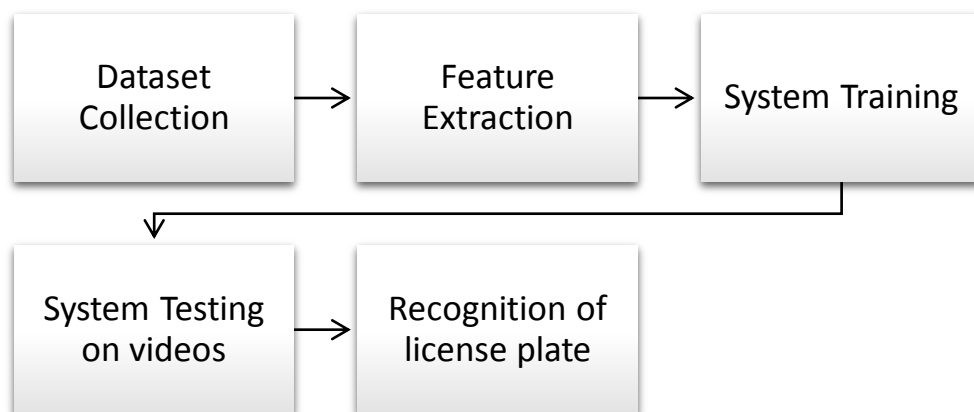 Dataset
Collection
Feature
Extraction
System Training
System Testing
on videos
Recognition of
license plate